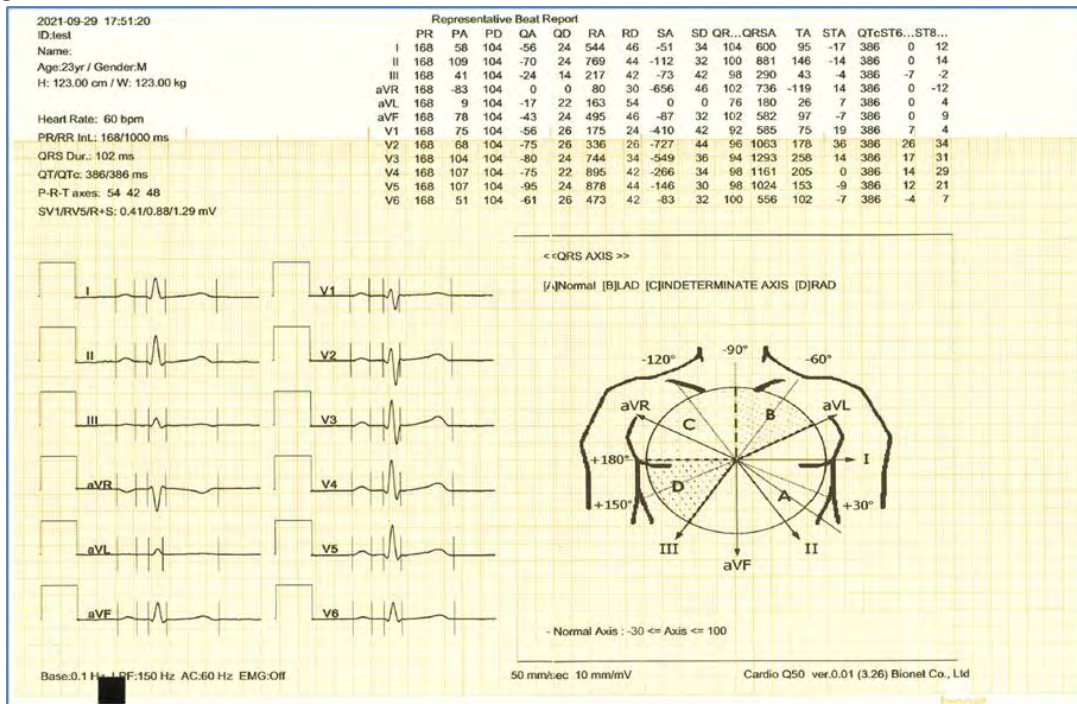 2021-09-29 17:51:20
Representative Beat Report
ID:test
Name:
Age:23yr / Gender:M
H: 123.00 cm / W: 123.00 kg
Heart Rate: 60 bpm
PR/RR Int.: 168/1000 ms
QRS Dur.: 102 ms
QT/QTc: 386/386 ms
P-R-T axes: 54 42 48
SV1/RV5/R+S: 0.41/0.88/1.29 mV
PR PA PD QA QD RA RD SA SD QR...QRSA TA STA QTcST6...ST8...
I 168 58 104 -56 24 544 46 -51 34 104 600 95 -17 386 0 12
II 168 109 104 -70 24 769 44 -112 32 100 881 146 -14 386 0 14
III 168 41 104 -24 14 217 42 -73 42 98 290 43 -4 386 -7 -2
aVR 168 -83 104 0 0 80 30 -656 46 102 736 -119 14 386 0 -12
aVL 168 9 104 -17 22 163 54 0 0 76 180 26 7 386 0 4
aVF 168 78 104 -43 24 495 46 -87 32 102 582 97 -7 386 0 9
V1 168 75 104 -56 26 175 24 -410 42 92 585 75 19 386 7 4
V2 168 68 104 -75 26 336 26 -727 44 96 1063 178 36 386 26 34
V3 168 104 104 -80 24 744 34 -549 36 94 1293 258 14 386 17 31
V4 168 107 104 -75 22 895 42 -266 34 98 1161 205 0 386 14 29
V5 168 107 104 -95 24 878 44 -146 30 98 1024 153 -9 386 12 21
V6 168 51 104 -61 26 473 42 -83 32 100 556 102 -7 386 -4 7
I
II
III
aVR
aVL
aVF
V1
V2
V3
V4
V5
V6
<<QRS AXIS >>
[A]Normal [B]LAD [C]INDETERMINATE AXIS [D]RAD
-120° -90° -60°
aVR C B aVL
+180° I
+150° D A +30°
III II
aVF
- Normal Axis : -30 <= Axis <= 100
Base:0.1 Hz LPF:150 Hz AC:60 Hz EMG:Off
50 mm/sec 10 mm/mV
Cardio Q50 ver.0.01 (3.26) Bionet Co., Ltd